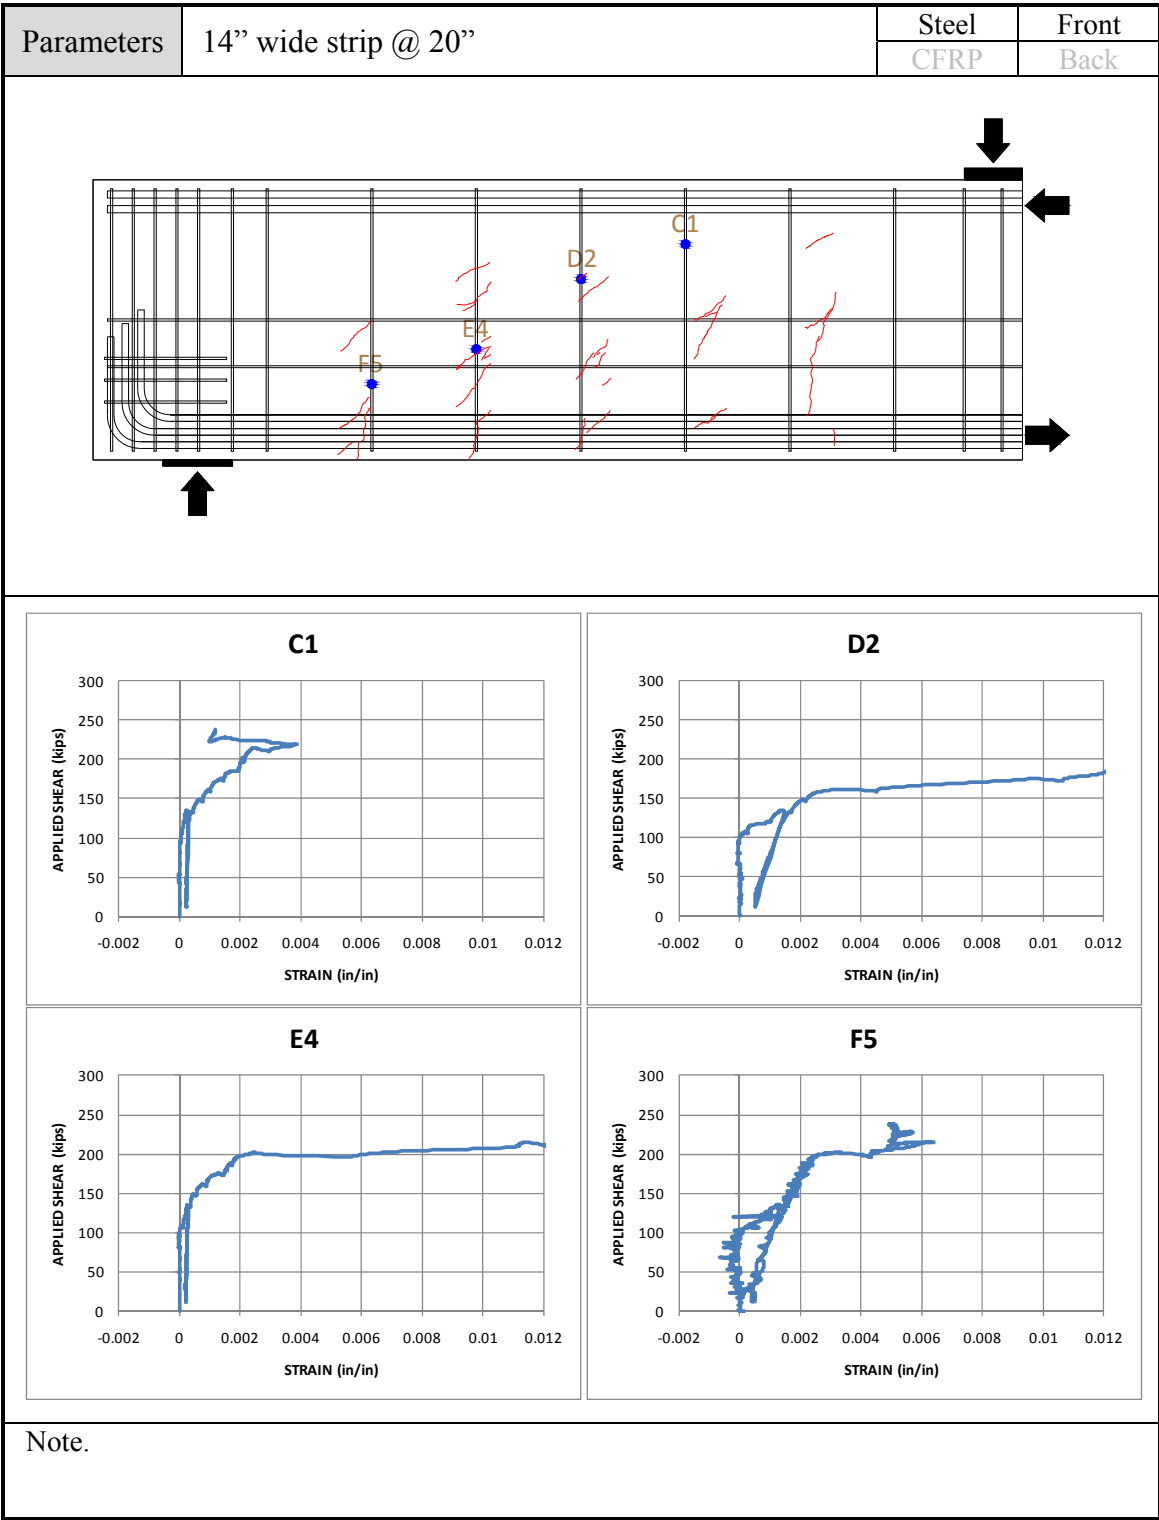 Parameters 14” wide strip @ 20” Steel Front
CFRP Back
C1
D2
E4
F5
C1
300
250
200
150
100
50
0
-0.002 0 0.002 0.004 0.006 0.008 0.01 0.012
APPLIED SHEAR (kips)
STRAIN (in/in)
D2
300
250
200
150
100
50
0
-0.002 0 0.002 0.004 0.006 0.008 0.01 0.012
APPLIED SHEAR (kips)
STRAIN (in/in)
E4
300
250
200
150
100
50
0
-0.002 0 0.002 0.004 0.006 0.008 0.01 0.012
APPLIED SHEAR (kips)
STRAIN (in/in)
F5
300
250
200
150
100
50
0
-0.002 0 0.002 0.004 0.006 0.008 0.01 0.012
APPLIED SHEAR (kips)
STRAIN (in/in)
Note.